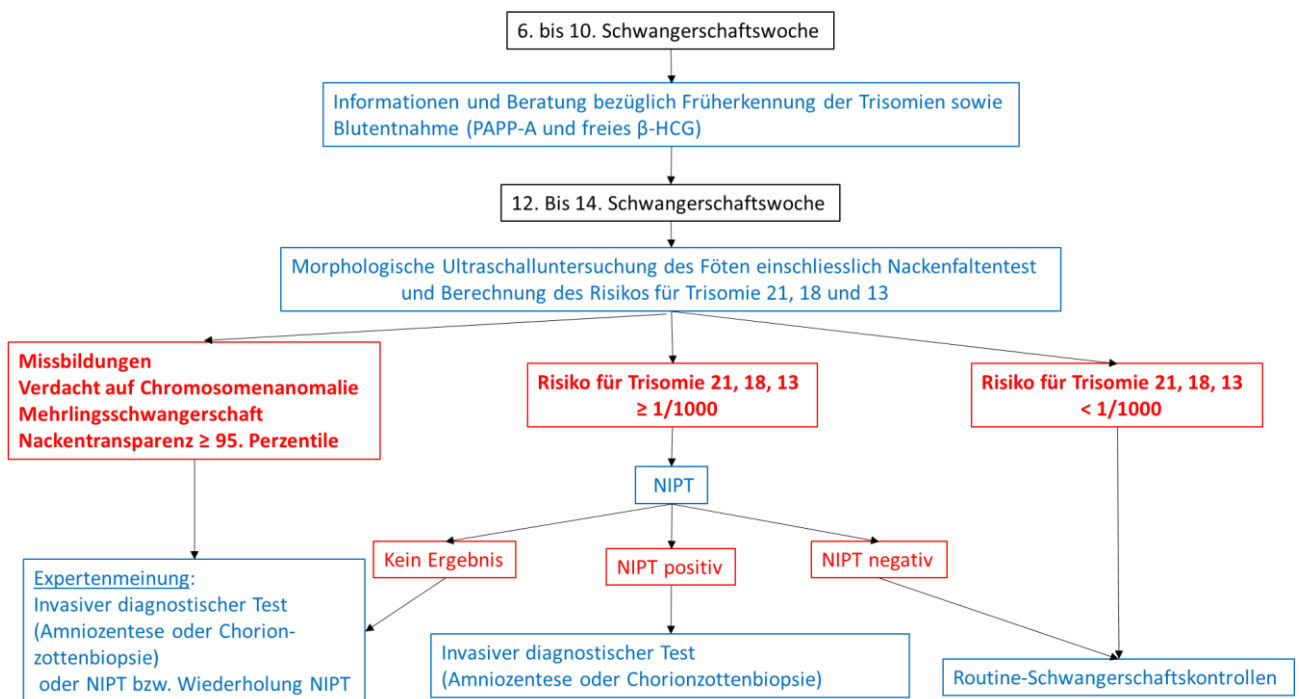 6. bis 10. Schwangerschaftswoche
Informationen und Beratung bezüglich Früherkennung der Trisomien sowie
Blutentnahme (PAPP-A und freies β-HCG)
12. Bis 14. Schwangerschaftswoche
Morphologische Ultraschalluntersuchung des Föten einschliesslich Nackenfaltentest
und Berechnung des Risikos für Trisomie 21, 18 und 13
Missbildungen
Verdacht auf Chromosomenanomalie
Mehrlingsschwangerschaft
Nackentransparenz ≥ 95. Perzentile
Risiko für Trisomie 21, 18, 13
≥ 1/1000
Risiko für Trisomie 21, 18, 13
< 1/1000
NIPT
Kein Ergebnis
NIPT positiv
NIPT negativ
Expertenmeinung:
Invasiver diagnostischer Test
(Amniozentese oder Chorion-
zottenbiopsie)
oder NIPT bzw. Wiederholung NIPT
Invasiver diagnostischer Test
(Amniozentese oder Chorionzottenbiopsie)
Routine-Schwangerschaftskontrollen